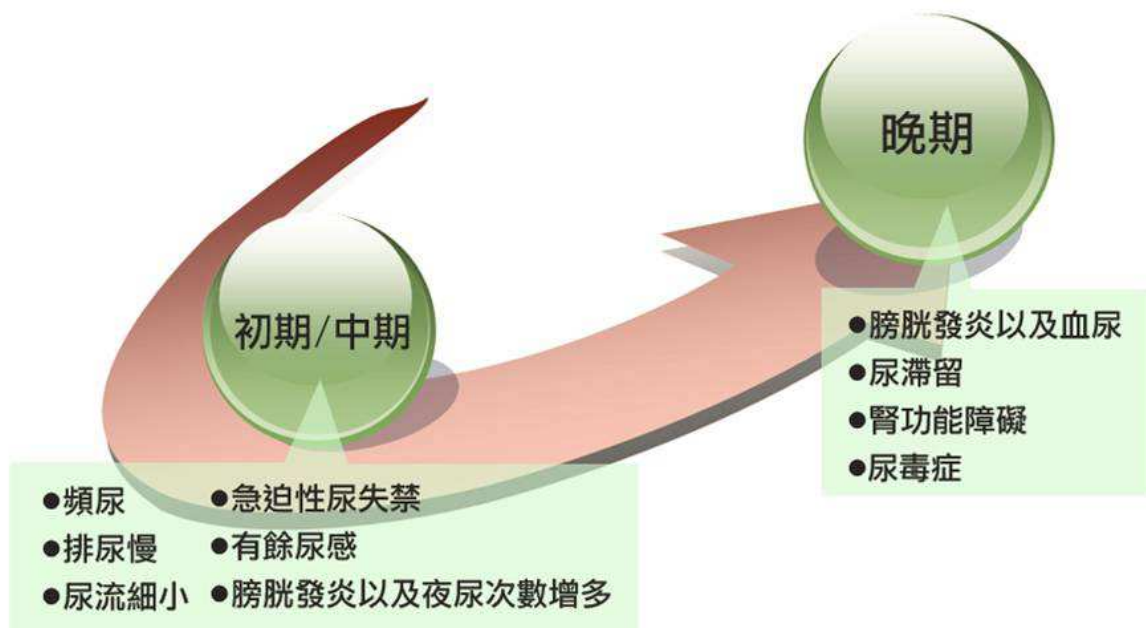 晚期
初期/中期
●膀胱發炎以及血尿
●尿滯留
●腎功能障礙
●尿毒症
●頻尿 ●急迫性尿失禁
●排尿慢 ●有餘尿感
●尿流細小 ●膀胱發炎以及夜尿次數增多